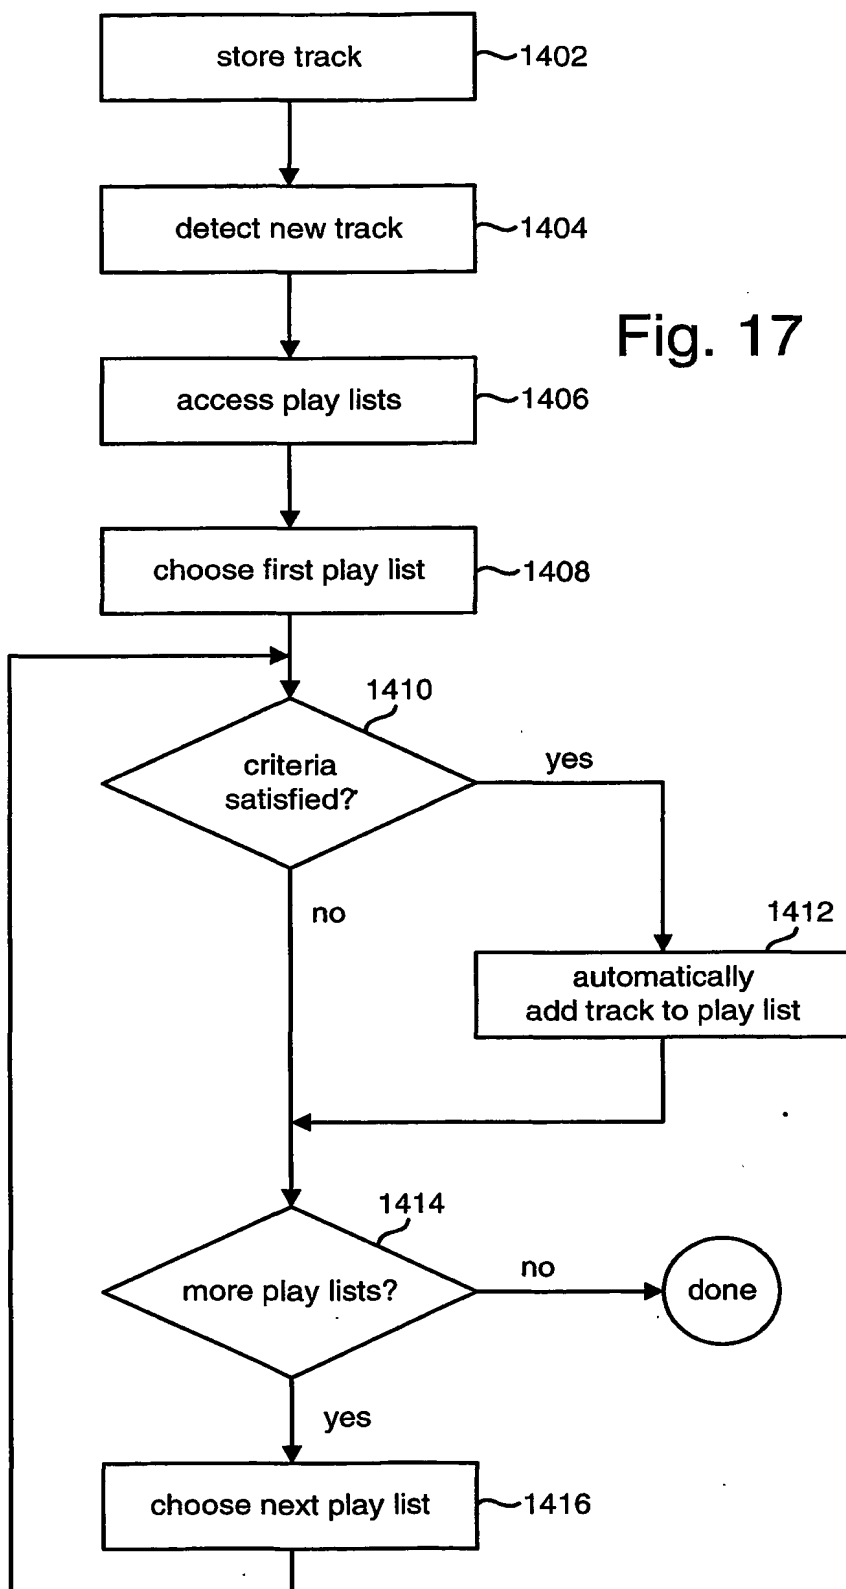 store track
1402
detect new track
1404
Fig. 17
access play lists
1406
choose first play list
1408
1410
criteria
satisfied?
yes
no
1412
automatically
add track to play list
1414
more play lists?
no
done
yes
choose next play list
1416